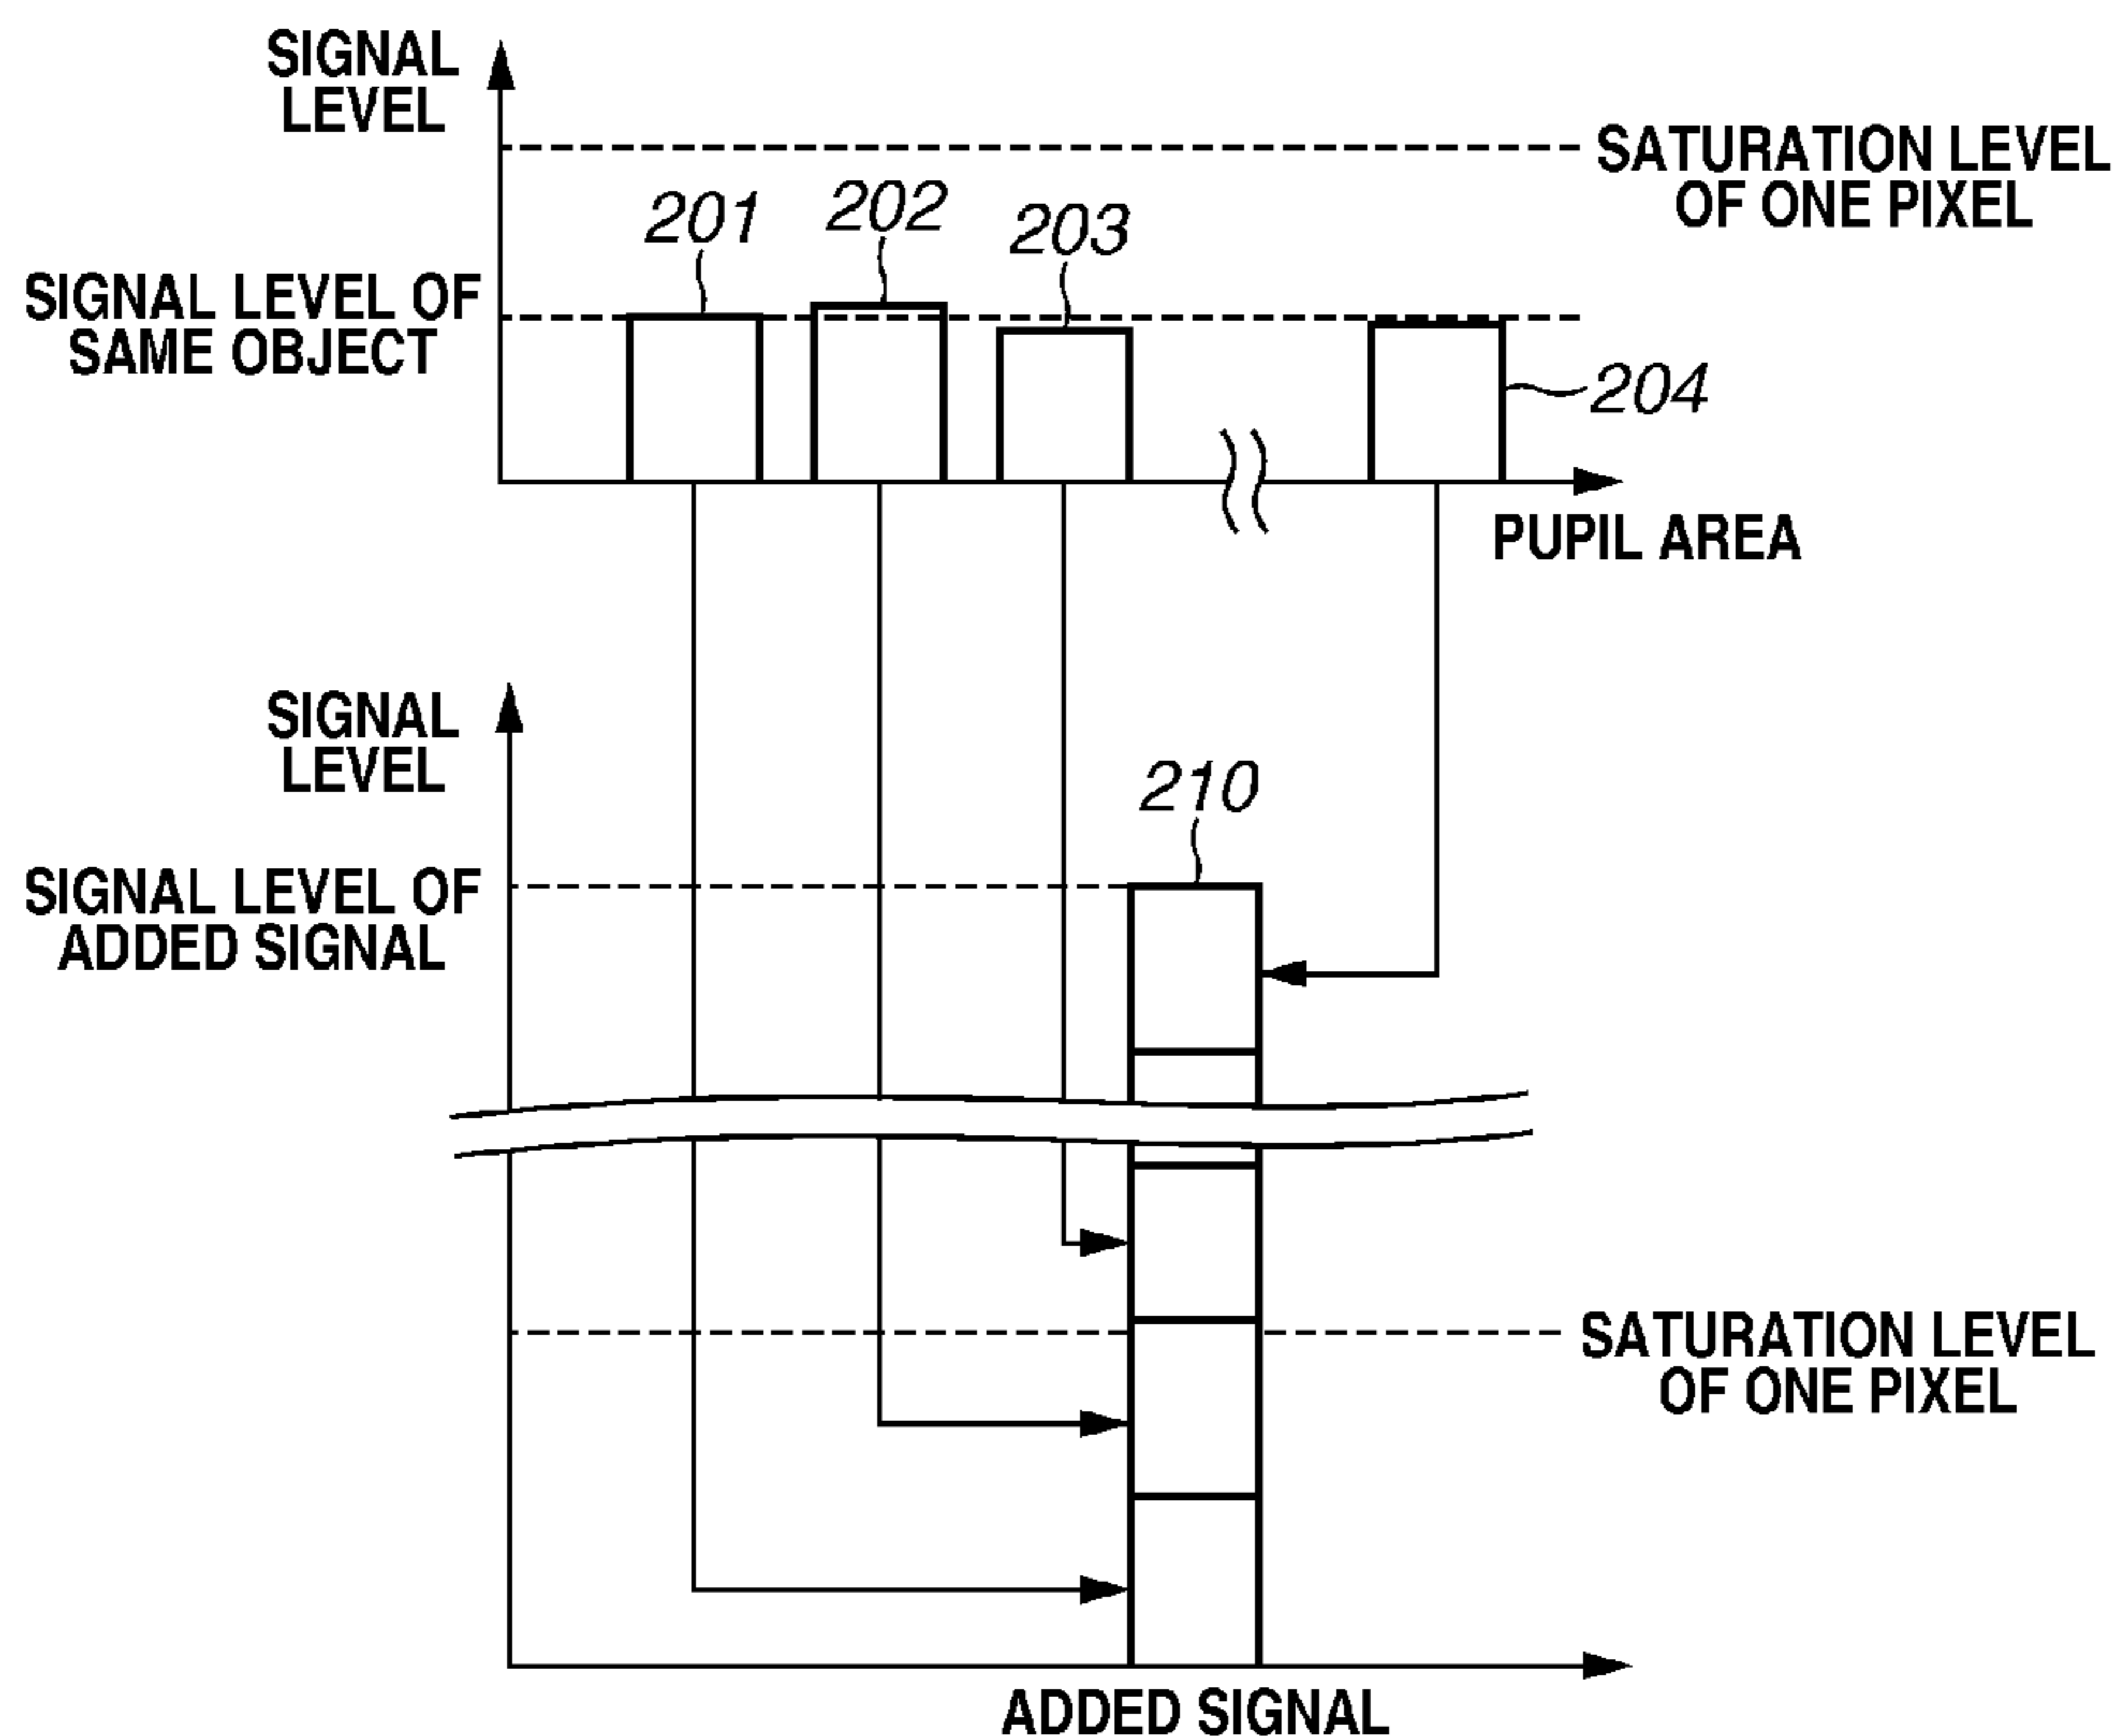 SIGNAL
LEVEL
SATURATION LEVEL
OF ONE PIXEL
201
202
203
SIGNAL LEVEL OF
SAME OBJECT
204
PUPIL AREA
SIGNAL
LEVEL
210
SIGNAL LEVEL OF
ADDED SIGNAL
SATURATION LEVEL
OF ONE PIXEL
ADDED SIGNAL